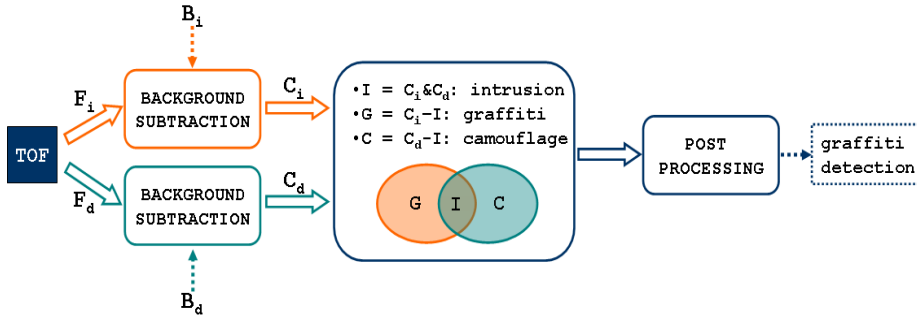 B_i
F_i
BACKGROUND
SUBTRACTION
C_i
TOF
F_d
BACKGROUND
SUBTRACTION
C_d
B_d
•I = C_i&C_d: intrusion
•G = C_i-I: graffiti
•C = C_d-I: camouflage
G I C
POST
PROCESSING
graffiti
detection